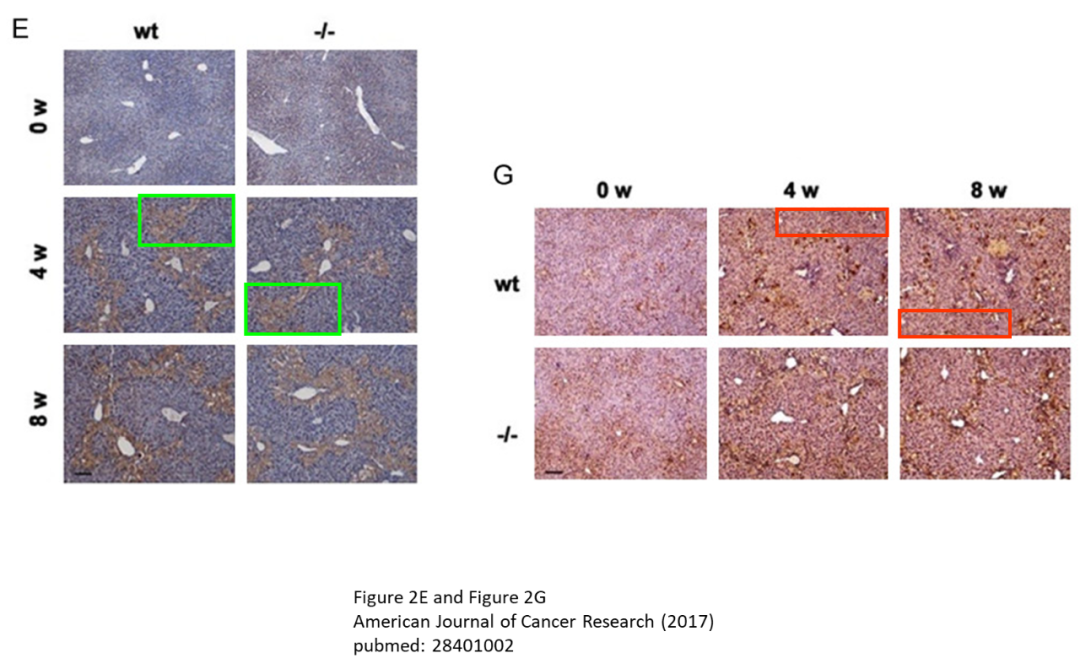 E
wt -/-
0 w
4 w
8 w
G
0 w 4 w 8 w
wt
-/-
Figure 2E and Figure 2G
American Journal of Cancer Research (2017)
pubmed: 28401002